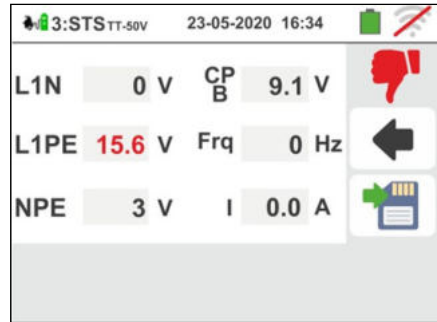 3:STS TT-50V 23-05-2020 16:34
L1N 0 V CP B 9.1 V
L1PE 15.6 V Frq 0 Hz
NPE 3 V I 0.0 A